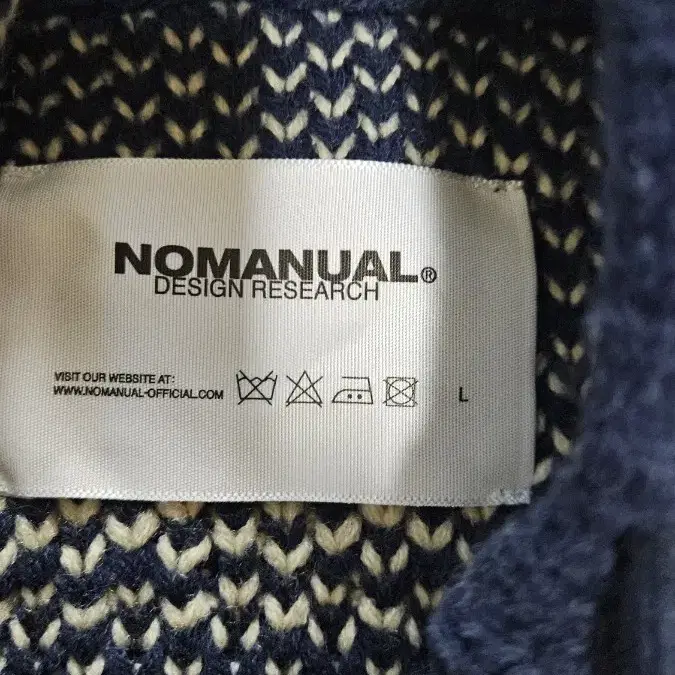 NOMANUAL®
DESIGN RESEARCH
VISIT OUR WEBSITE AT:
WWW.NOMANUAL-OFFICIAL.COM
L